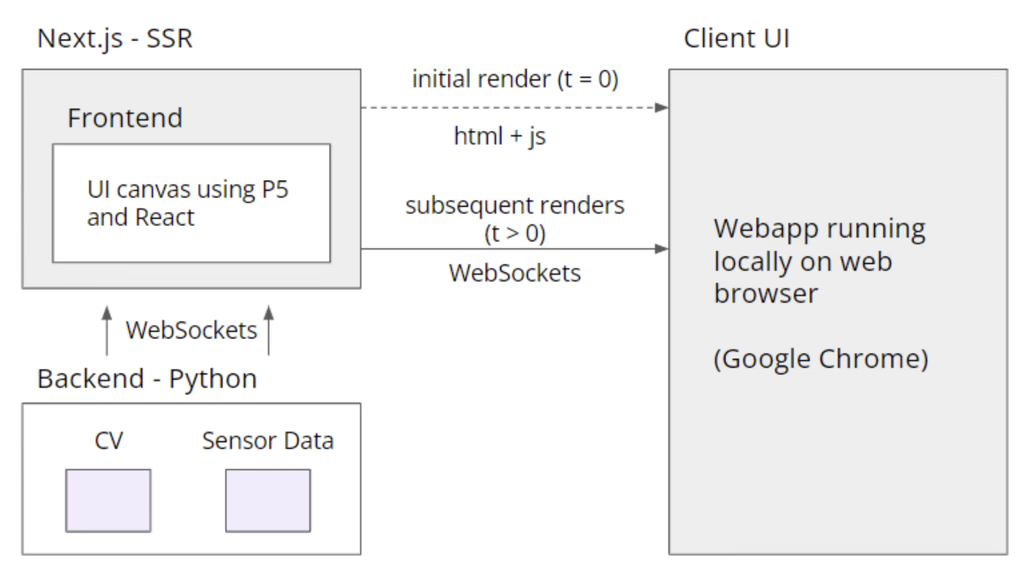 Next.js - SSR
Frontend
UI canvas using P5
and React
WebSockets
Backend - Python
CV
Sensor Data
initial render (t = 0)
html + js
subsequent renders
(t > 0)
WebSockets
Client UI
Webapp running
locally on web
browser
(Google Chrome)